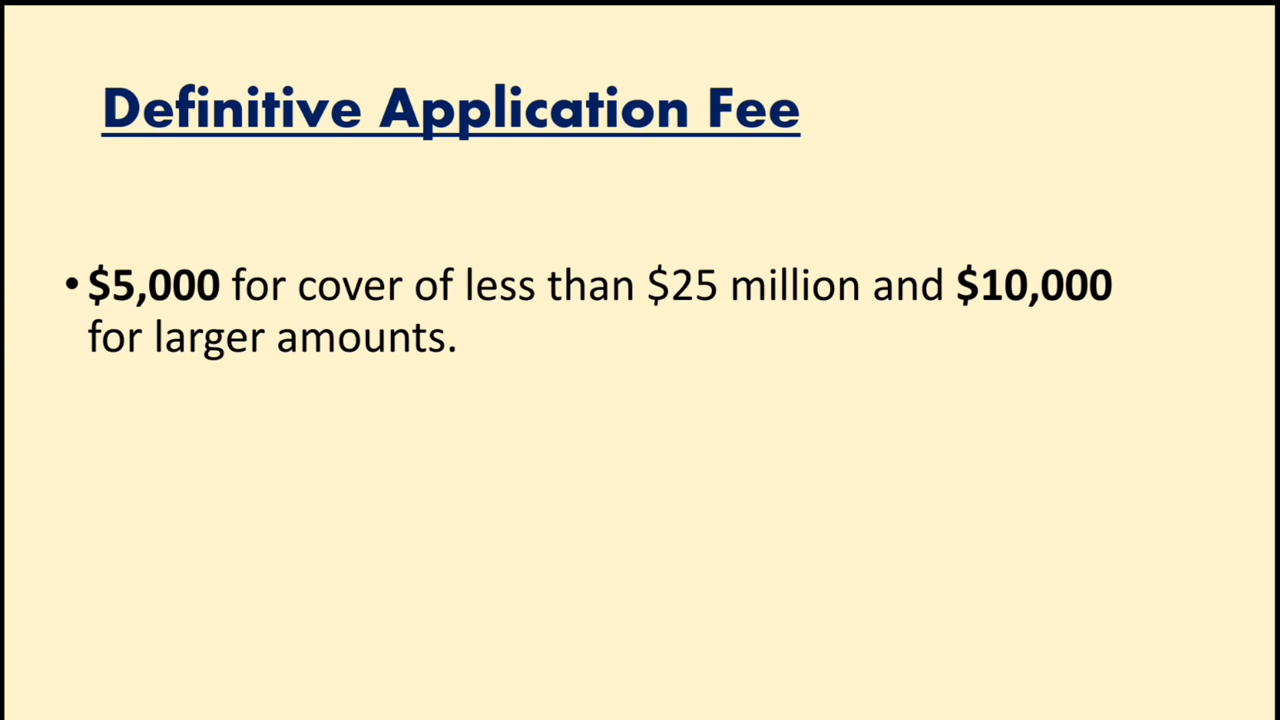 Definitive Application Fee
• $5,000 for cover of less than $25 million and $10,000
for larger amounts.